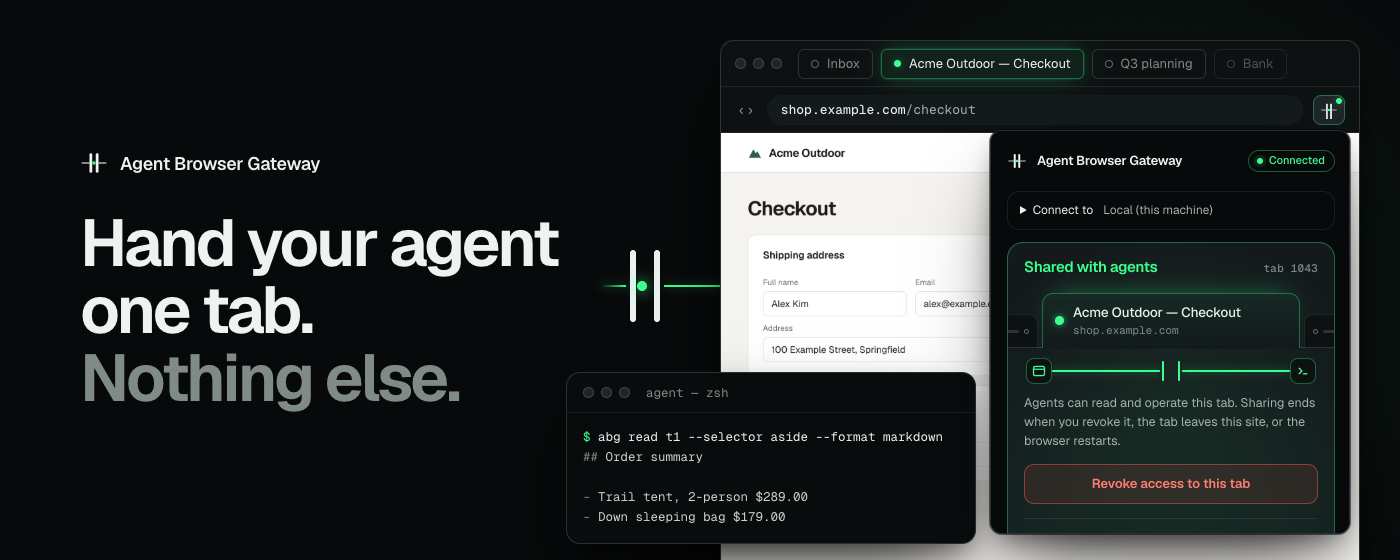 Agent Browser Gateway
Hand your agent
one tab.
Nothing else.
Inbox
Acme Outdoor — Checkout
Q3 planning
Bank
shop.example.com/checkout
Acme Outdoor
Checkout
Shipping address
Full name
Email
Alex Kim
alex@example.
Address
100 Example Street, Springfield
agent — zsh
$ abg read t1 --selector aside --format markdown
## Order summary
- Trail tent, 2-person $289.00
- Down sleeping bag $179.00
Agent Browser Gateway
Connected
Connect to Local (this machine)
Shared with agents
tab 1043
Acme Outdoor — Checkout
shop.example.com
Agents can read and operate this tab. Sharing ends
when you revoke it, the tab leaves this site, or the
browser restarts.
Revoke access to this tab